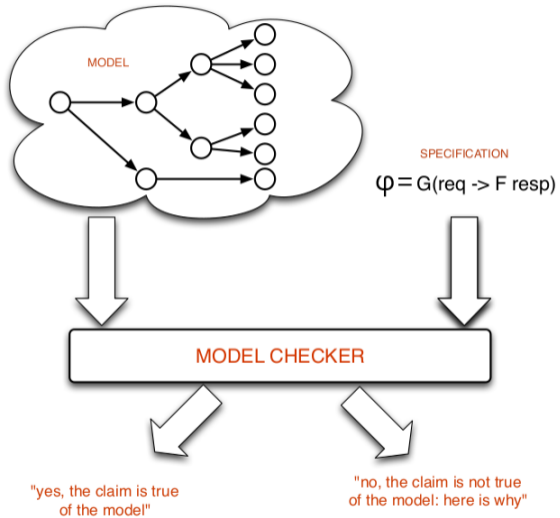 MODEL
SPECIFICATION
φ = G(req -> F resp)
MODEL CHECKER
"yes, the claim is true
of the model"
"no, the claim is not true
of the model: here is why"